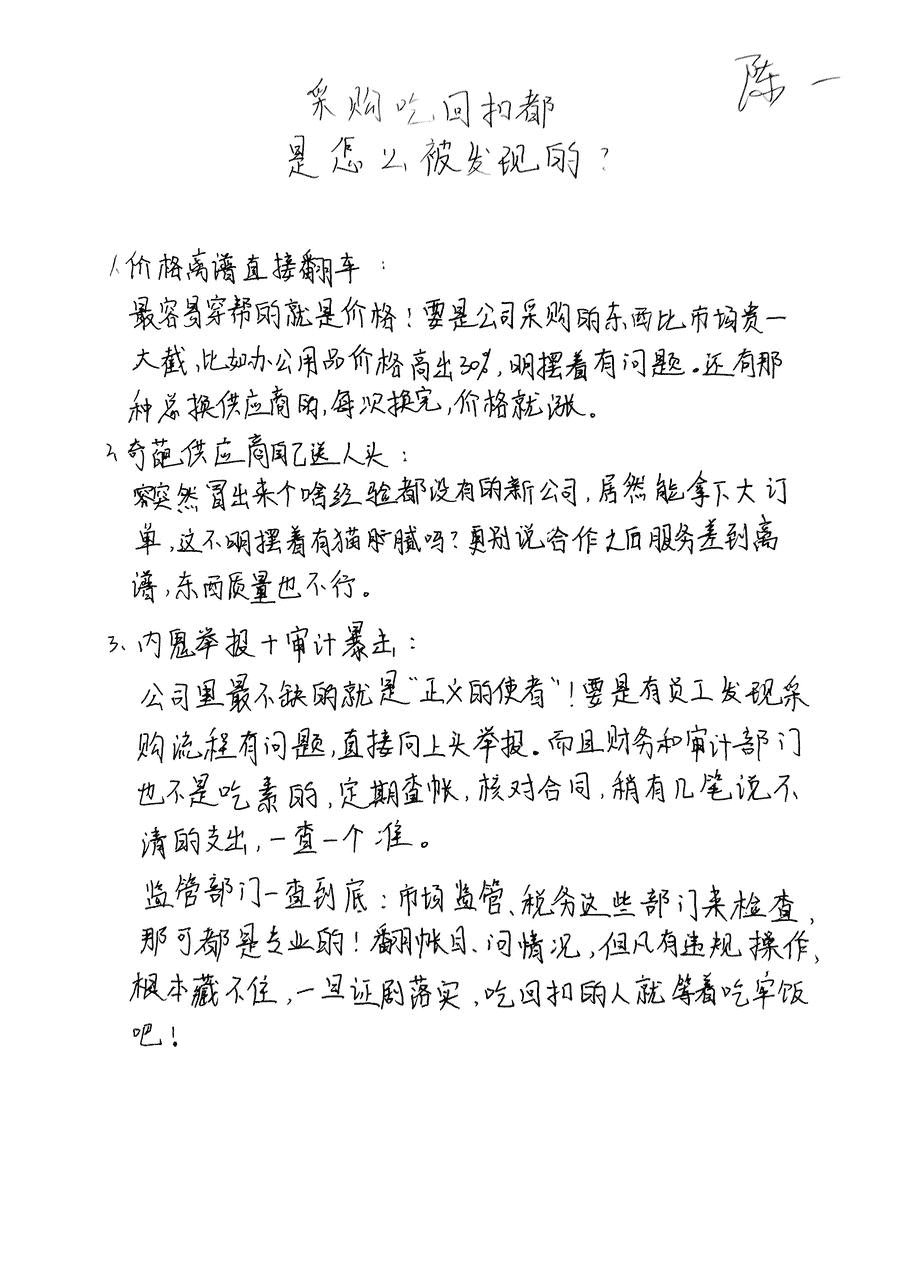 陈一
采购吃回扣都
是怎么被发现的?
1.价格离谱直接翻车:
最容易穿帮的就是价格!要是公司采购的东西比市场贵一
大截,比如办公用品价格高出30%,明摆着有问题。还有那
种总换供应商的,每次换完,价格就涨。
2.奇葩供应商自己送人头:
突然冒出来个啥经验都没有的新公司,居然能拿下大订
单,这不明摆着有猫腻吗?更别说合作之后服务差到离
谱,东西质量也不行。
3、内鬼举报+审计暴击:
公司里最不缺的就是“正义的使者”!要是有员工发现采
购流程有问题,直接向上头举报。而且财务和审计部门
也不是吃素的,定期查帐,核对合同,稍有几笔说不
清的支出,一查一个准。
监管部门一查到底:市场监管、税务这些部门来检查,
那可都是专业的!翻帐目、问情况,但凡有违规操作,
根本藏不住,一旦证剧落实,吃回扣的人就等着吃牢饭
吧!